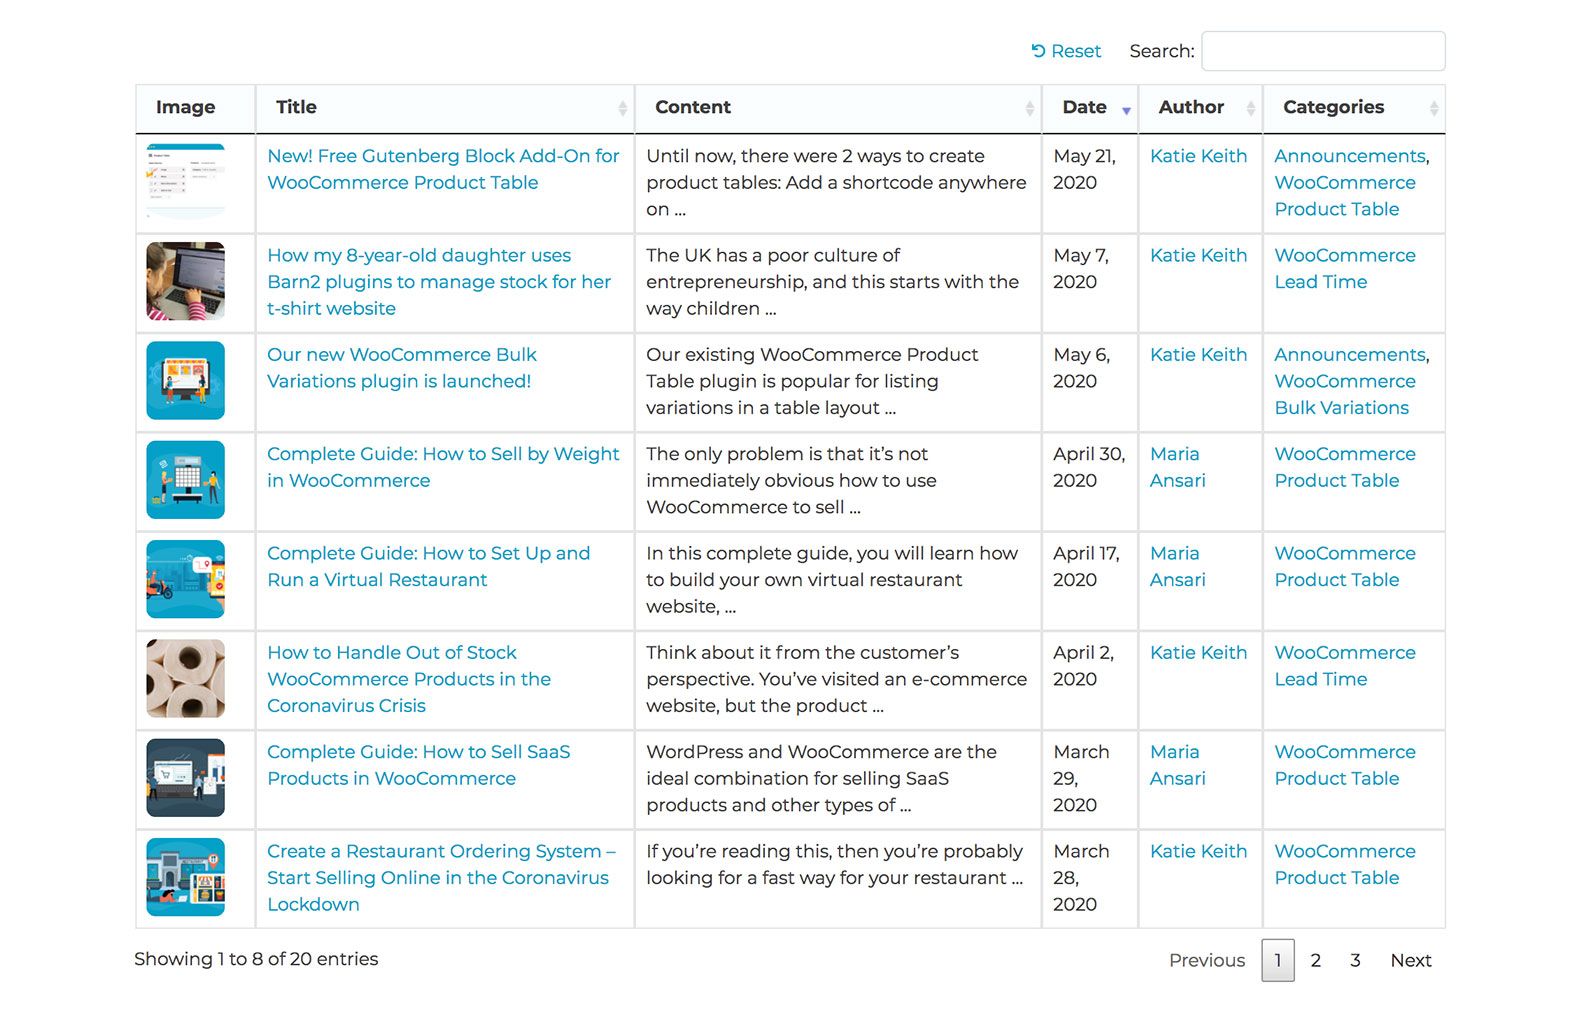 Reset Search:
Image Title Content Date Author Categories
New! Free Gutenberg Block Add-On for Until now, there were 2 ways to create May 21, Katie Keith Announcements,
WooCommerce Product Table product tables: Add a shortcode anywhere 2020 WooCommerce
on ... Product Table
How my 8-year-old daughter uses The UK has a poor culture of May 7, Katie Keith WooCommerce
Barn2 plugins to manage stock for her entrepreneurship, and this starts with the 2020 Lead Time
t-shirt website way children ...
Our new WooCommerce Bulk Our existing WooCommerce Product May 6, Katie Keith Announcements,
Variations plugin is launched! Table plugin is popular for listing 2020 WooCommerce
variations in a table layout ... Bulk Variations
Complete Guide: How to Sell by Weight The only problem is that it’s not April 30, Maria WooCommerce
in WooCommerce immediately obvious how to use 2020 Ansari Product Table
WooCommerce to sell ...
Complete Guide: How to Set Up and In this complete guide, you will learn how April 17, Maria WooCommerce
Run a Virtual Restaurant to build your own virtual restaurant 2020 Ansari Product Table
website, ...
How to Handle Out of Stock Think about it from the customer’s April 2, Katie Keith WooCommerce
WooCommerce Products in the perspective. You’ve visited an e-commerce 2020 Lead Time
Coronavirus Crisis website, but the product ...
Complete Guide: How to Sell SaaS WordPress and WooCommerce are the March Maria WooCommerce
Products in WooCommerce ideal combination for selling SaaS 29, Ansari Product Table
products and other types of ... 2020
Create a Restaurant Ordering System – If you’re reading this, then you’re probably March Katie Keith WooCommerce
Start Selling Online in the Coronavirus looking for a fast way for your restaurant ... 28, Product Table
Lockdown 2020
Showing 1 to 8 of 20 entries Previous 1 2 3 Next